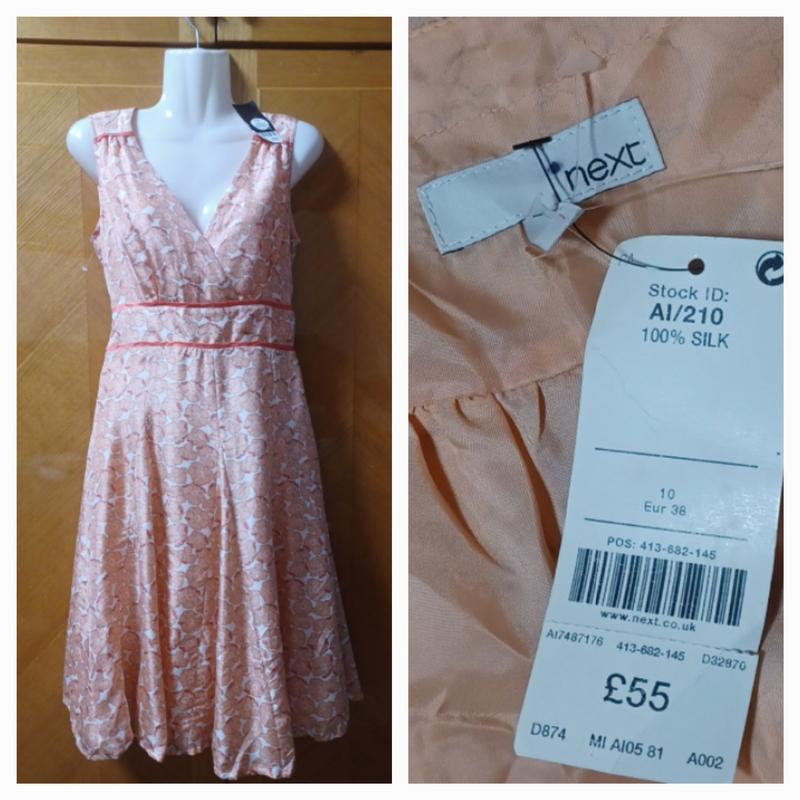 next
Stock ID:
AI/210
100% SILK
10
Eur 38
POS: 413-682-145
www.next.co.uk
AI7487176 413-682-145 D32870
£55
D874 MI AI05 81 A002